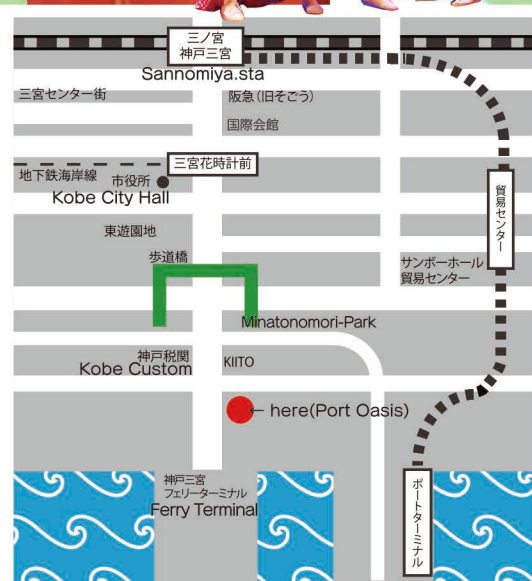 三ノ宮
神戸三宮
Sannomiya.sta
三宮センター街
阪急（旧そごう）
国際会館
三宮花時計前
地下鉄海岸線
市役所
Kobe City Hall
貿易センター
東遊園地
歩道橋
サンボーホール
貿易センター
Minatonomori-Park
神戸税関
Kobe Custom
KIITO
here(Port Oasis)
神戸三宮
フェリーターミナル
Ferry Terminal
ポートターミナル